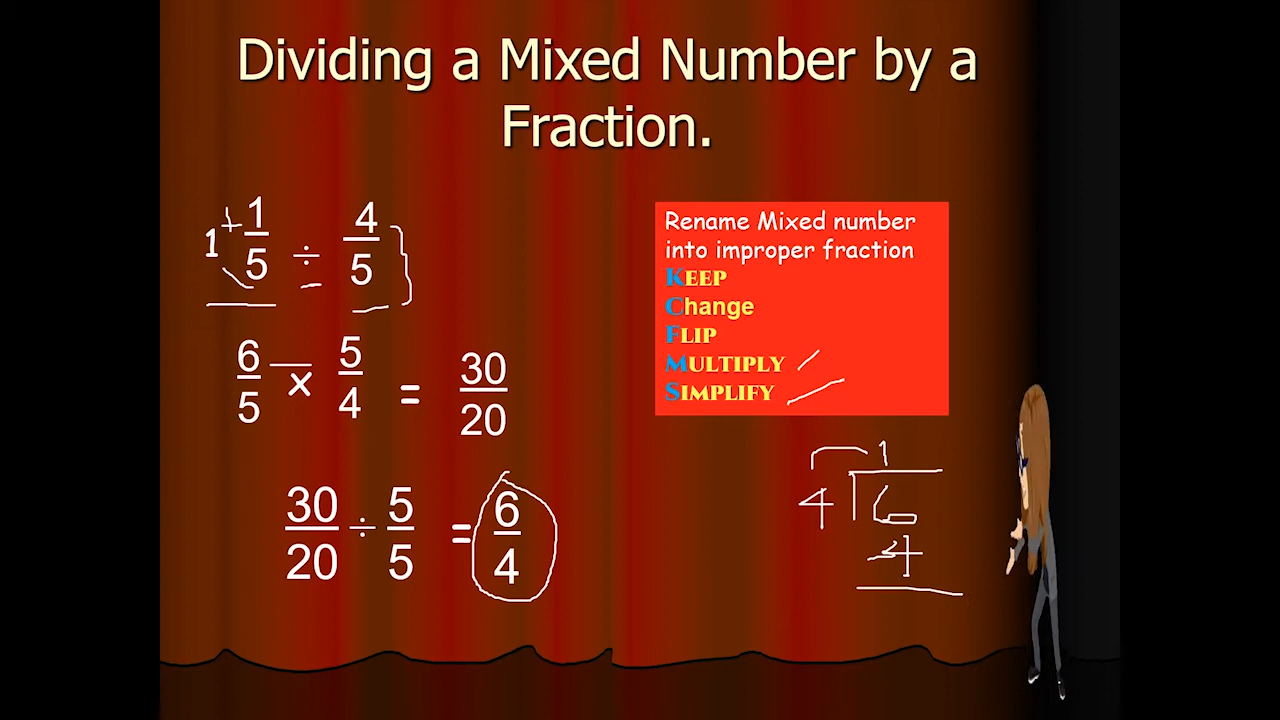 Dividing a Mixed Number by a
Fraction.
1 + 1/5 ÷ 4/5
6/5 x 5/4 = 30/20
30/20 ÷ 5/5 = 6/4
Rename Mixed number
into improper fraction
KEEP
Change
FLIP
MULTIPLY
SIMPLIFY
1
4 6
-4